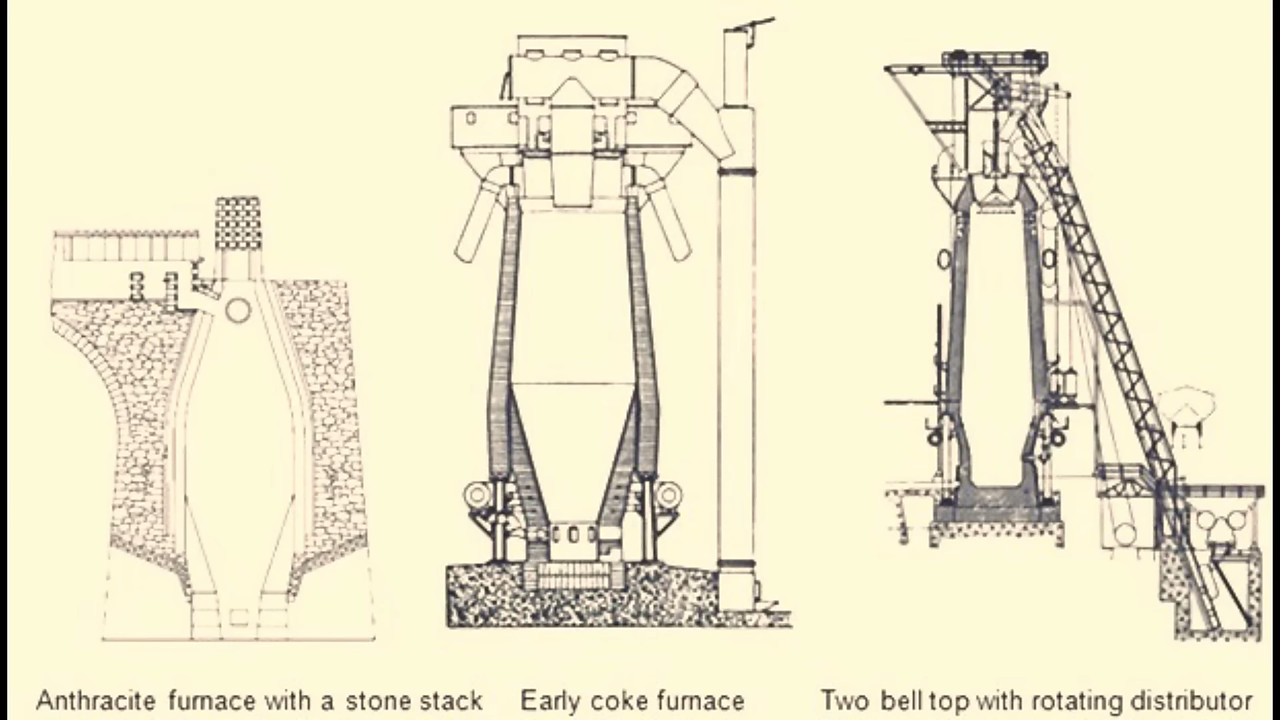 Anthracite furnace with a stone stack
Early coke furnace
Two bell top with rotating distributor